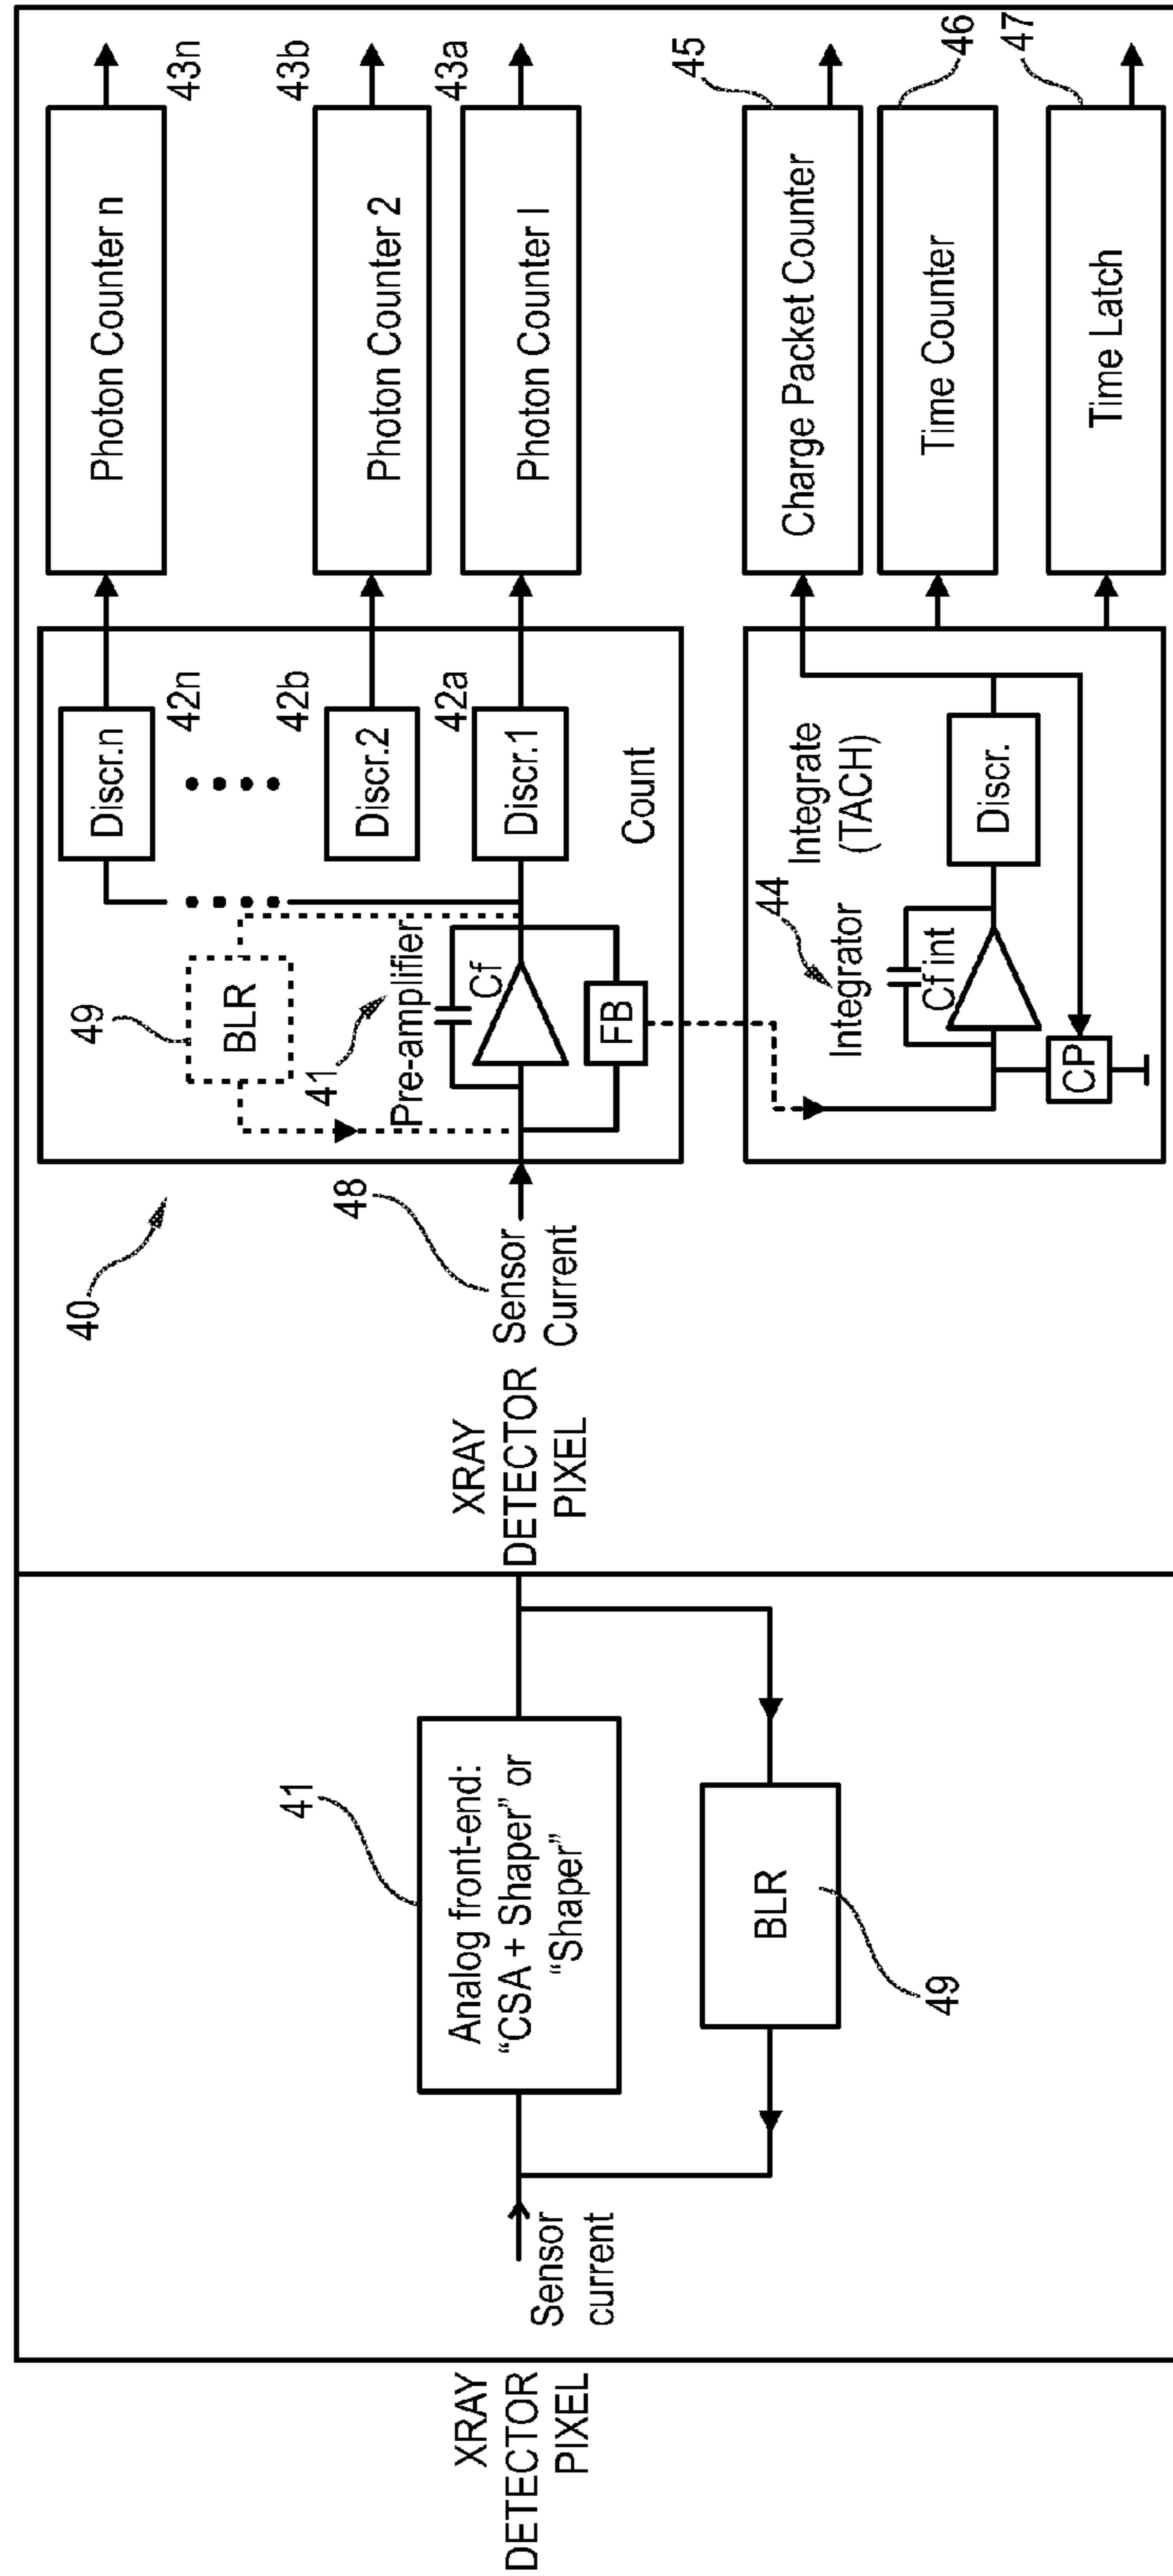 XRAY
DETECTOR
PIXEL
Sensor
current
41
Analog front-end:
“CSA + Shaper” or
“Shaper”
BLR
49
XRAY
DETECTOR
PIXEL
40
48
Sensor
Current
49
BLR
41
Pre-amplifier
Cf
FB
Discr.n
42n
42b
Discr.2
42a
Discr.1
Count
Photon Counter n
43n
Photon Counter 2
43b
Photon Counter I
43a
Integrator
44
Integrate
(TACH)
Cf int
Discr.
CP
Charge Packet Counter
45
Time Counter
46
Time Latch
47